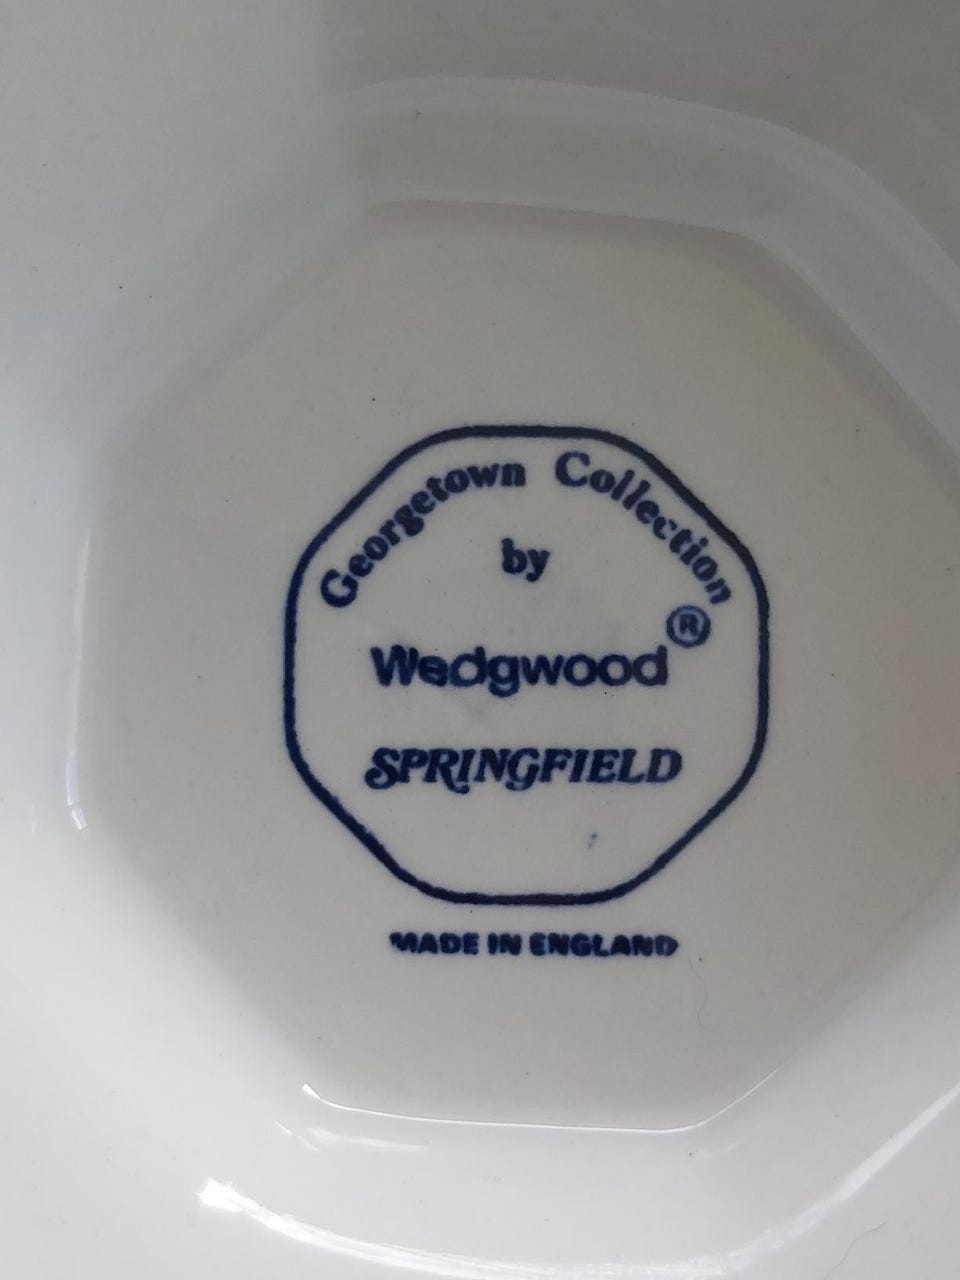 Georgetown Collection
by
Wedgwood ®
SPRINGFIELD
MADE IN ENGLAND